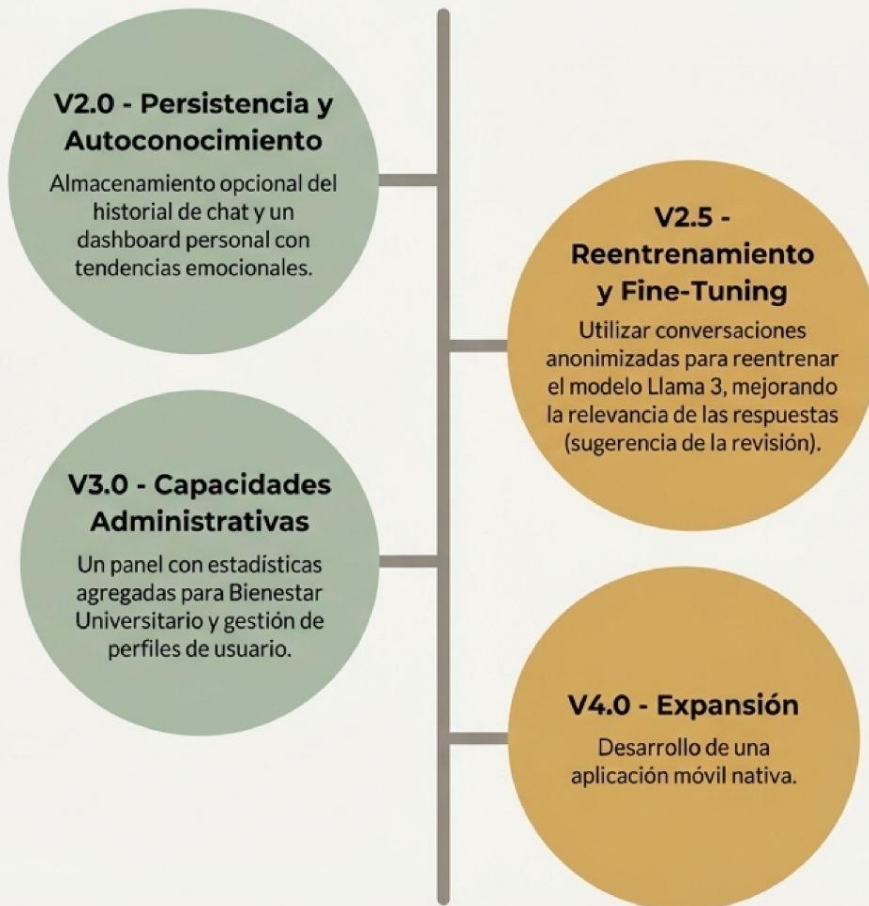 V2.0 - Persistencia y
Autoconocimiento
Almacenamiento opcional del
historial de chat y un
dashboard personal con
tendencias emocionales.
V2.5 -
Reentrenamiento
y Fine-Tuning
Utilizar conversaciones
anonimizadas para reentrenar
el modelo Llama 3, mejorando
la relevancia de las respuestas
(sugerencia de la revisión).
V3.0 - Capacidades
Administrativas
Un panel con estadísticas
agregadas para Bienestar
Universitario y gestión de
perfiles de usuario.
V4.0 - Expansión
Desarrollo de una
aplicación móvil nativa.